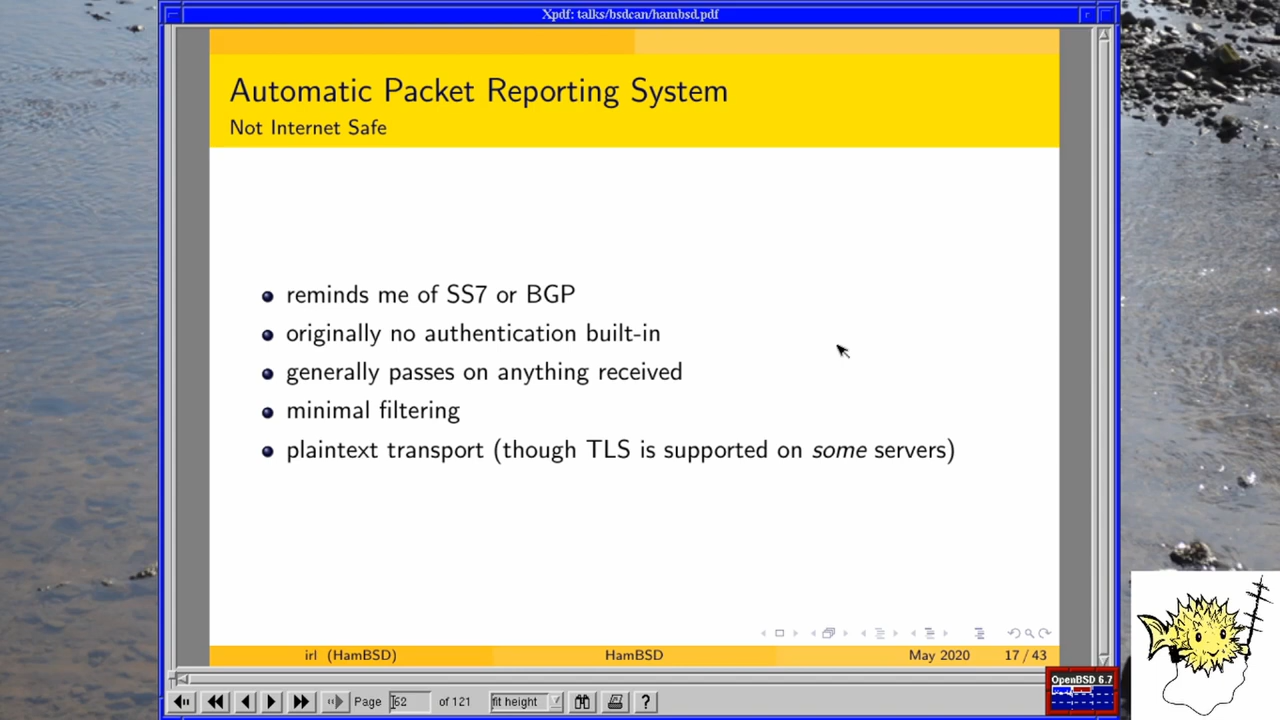 Xpdf: talks/bsdcan/hambsd.pdf
Automatic Packet Reporting System
Not Internet Safe
reminds me of SS7 or BGP
originally no authentication built-in
generally passes on anything received
minimal filtering
plaintext transport (though TLS is supported on some servers)
irl (HamBSD) HamBSD May 2020 17 / 43
OpenBSD 6.7
Page 62 of 121 fit height ?